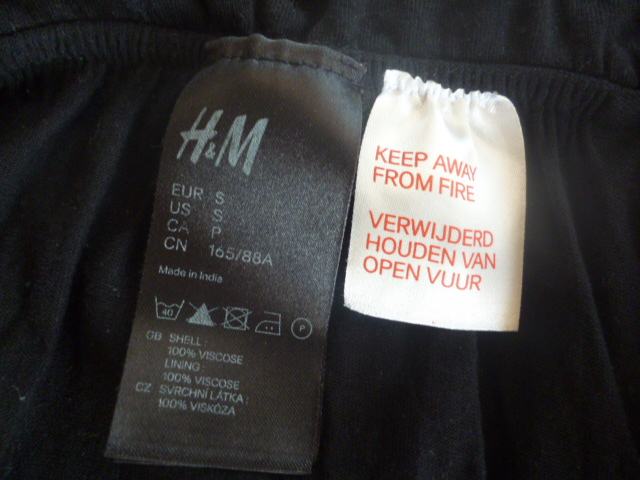 H&M
EUR S
US S
CA P
CN 165/88A
Made in India
40
P
GB SHELL:
100% VISCOSE
LINING:
100% VISCOSE
CZ SVRCHNÍ LÁTKA:
100% VISKÓZA
KEEP AWAY
FROM FIRE
VERWIJDERD
HOUDEN VAN
OPEN VUUR